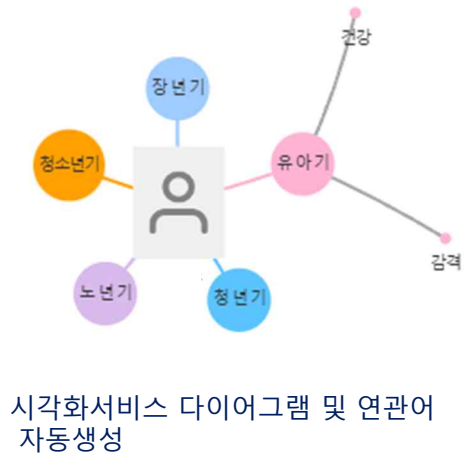 건강
장년기
청소년기
유아기
감격
노년기
청년기
시각화서비스 다이어그램 및 연관어
자동생성